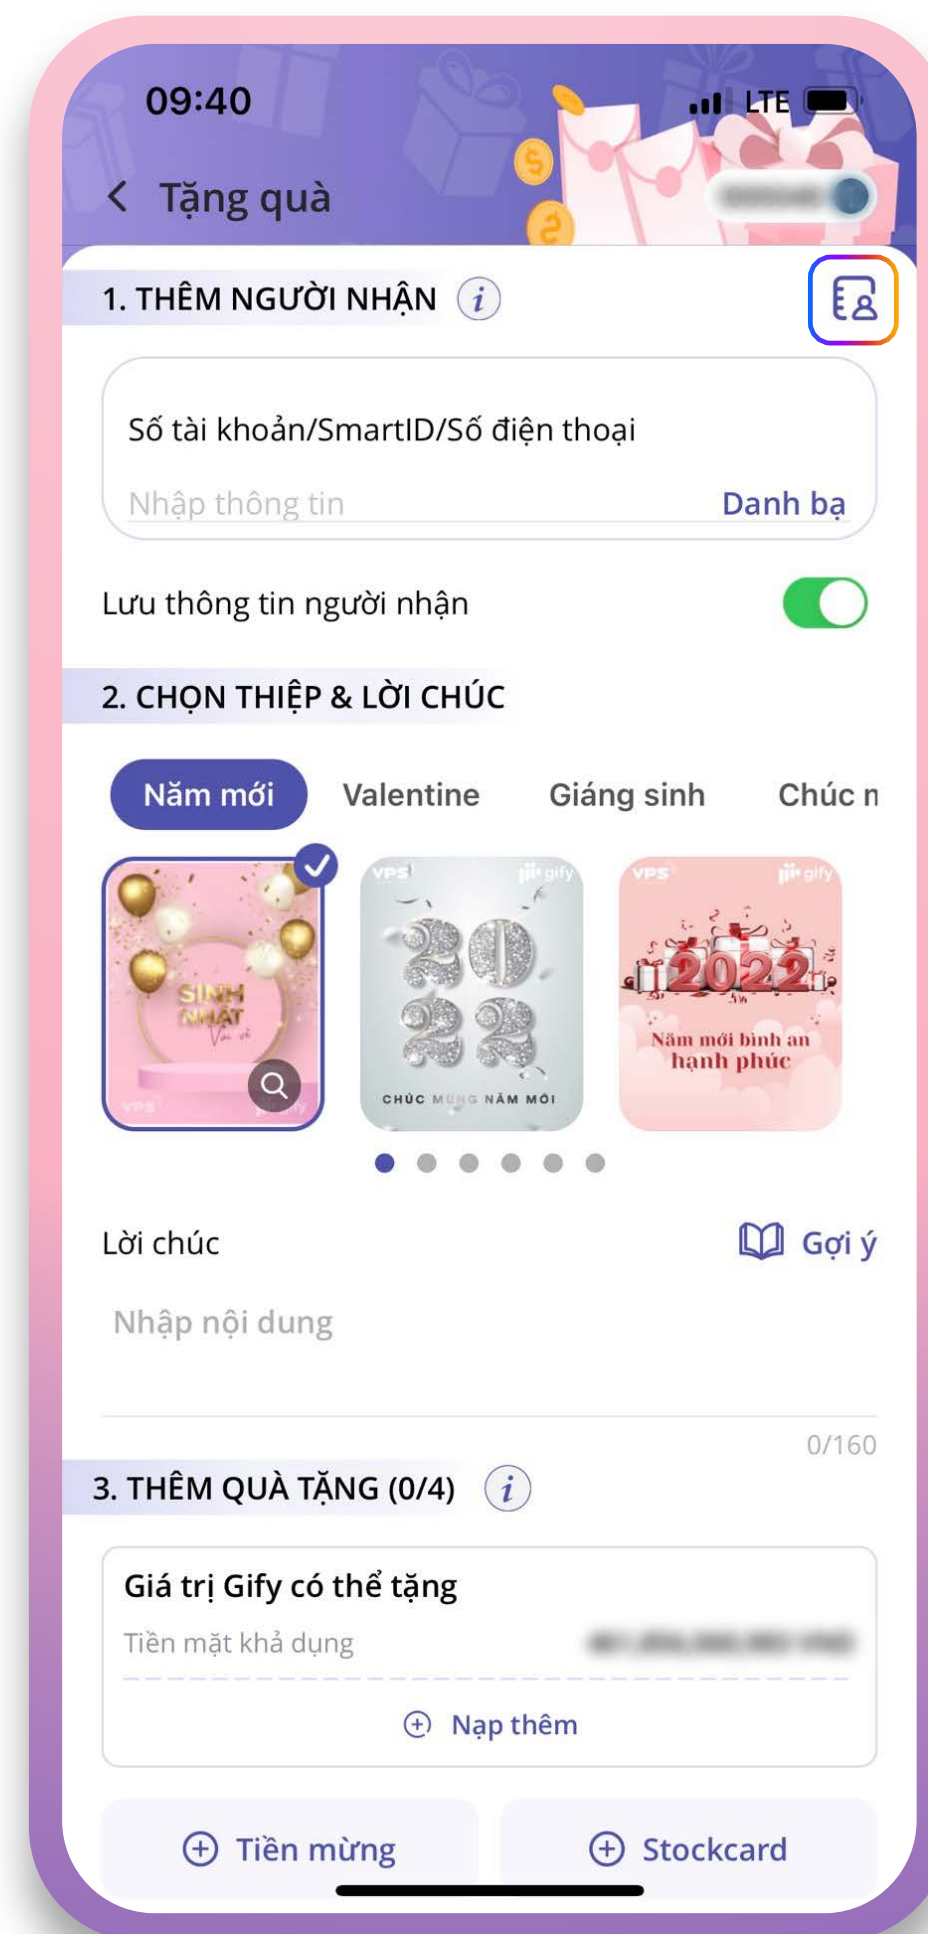 09:40
LTE
Tặng quà
1. THÊM NGƯỜI NHẬN i
Số tài khoản/SmartID/Số điện thoại
Nhập thông tin Danh bạ
Lưu thông tin người nhận
2. CHỌN THIỆP & LỜI CHÚC
Năm mới Valentine Giáng sinh Chúc n
SINH
NHẬT
Vui vẻ
VPS gify
VPS gify
2022
CHÚC MỪNG NĂM MỚI
VPS gify
2022
Năm mới bình an
hạnh phúc
Lời chúc Gợi ý
Nhập nội dung
0/160
3. THÊM QUÀ TẶNG (0/4) i
Giá trị Gify có thể tặng
Tiền mặt khả dụng
Nạp thêm
Tiền mừng Stockcard